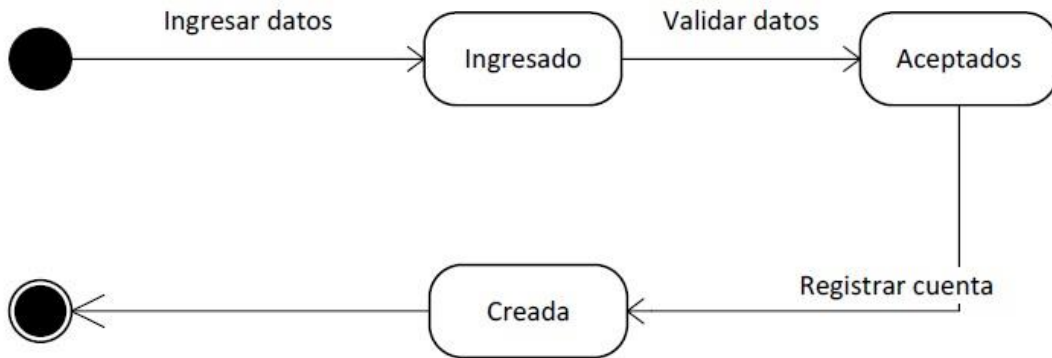 Ingresar datos
Ingresado
Validar datos
Aceptados
Registrar cuenta
Creada